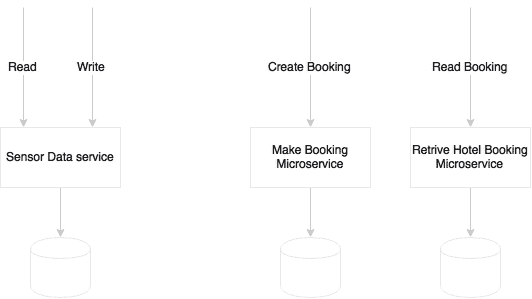 Read
Write
Create Booking
Read Booking
Sensor Data service
Make Booking
Microservice
Retrive Hotel Booking
Microservice